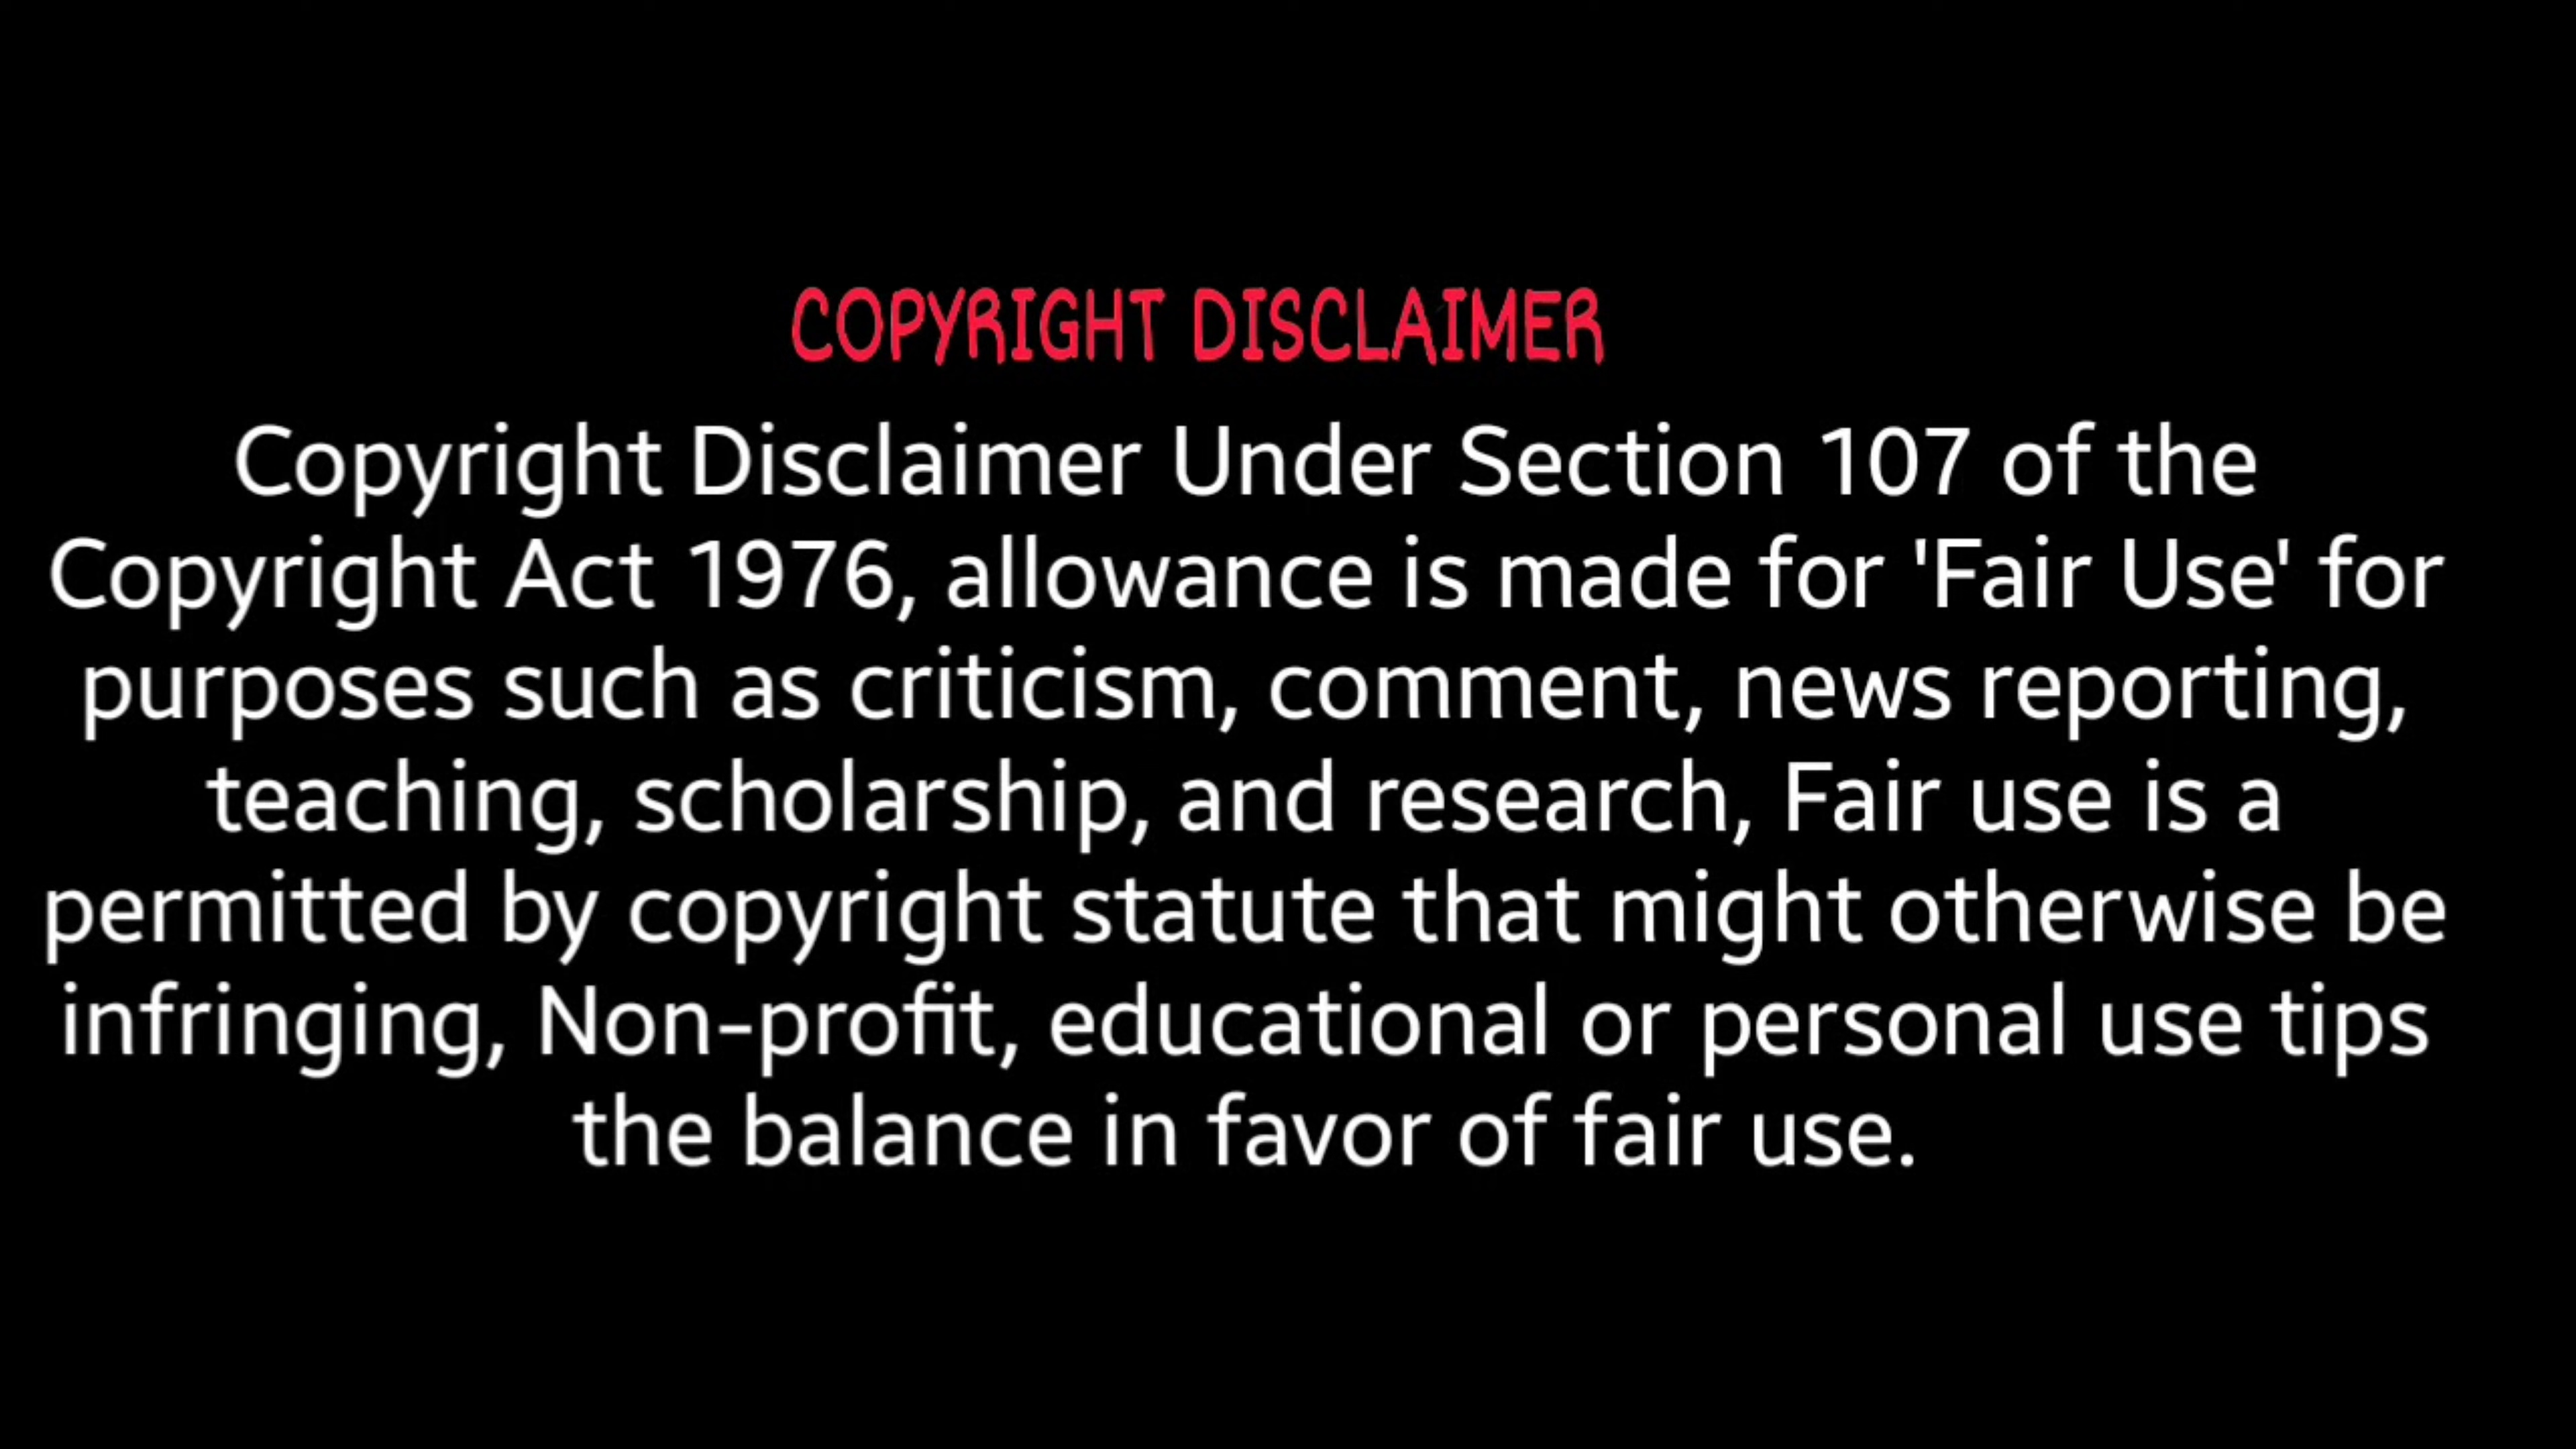 COPYRIGHT DISCLAIMER
Copyright Disclaimer Under Section 107 of the
Copyright Act 1976, allowance is made for 'Fair Use' for
purposes such as criticism, comment, news reporting,
teaching, scholarship, and research, Fair use is a
permitted by copyright statute that might otherwise be
infringing, Non-profit, educational or personal use tips
the balance in favor of fair use.